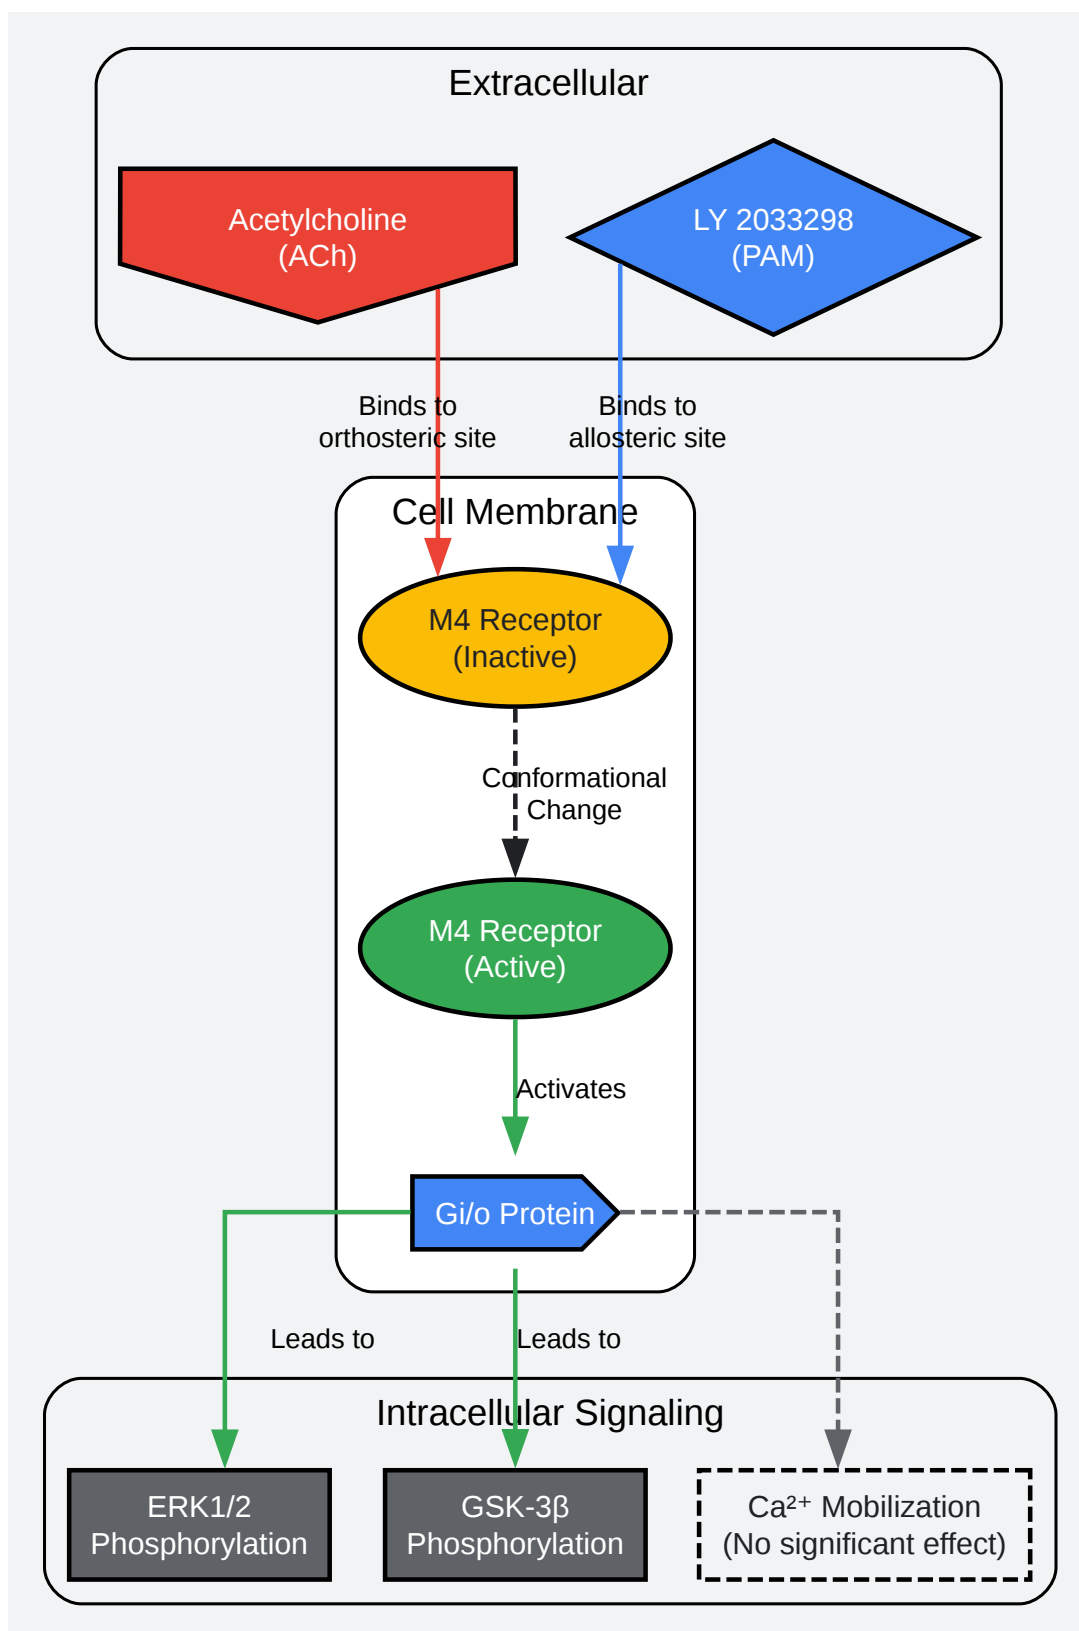 Extracellular
Acetylcholine
(ACh)
LY 2033298
(PAM)
Binds to
orthosteric site
Binds to
allosteric site
Cell Membrane
M4 Receptor
(Inactive)
Conformational
Change
M4 Receptor
(Active)
Activates
Gi/o Protein
Leads to
Leads to
Intracellular Signaling
ERK1/2
Phosphorylation
GSK-3β
Phosphorylation
Ca²⁺ Mobilization
(No significant effect)